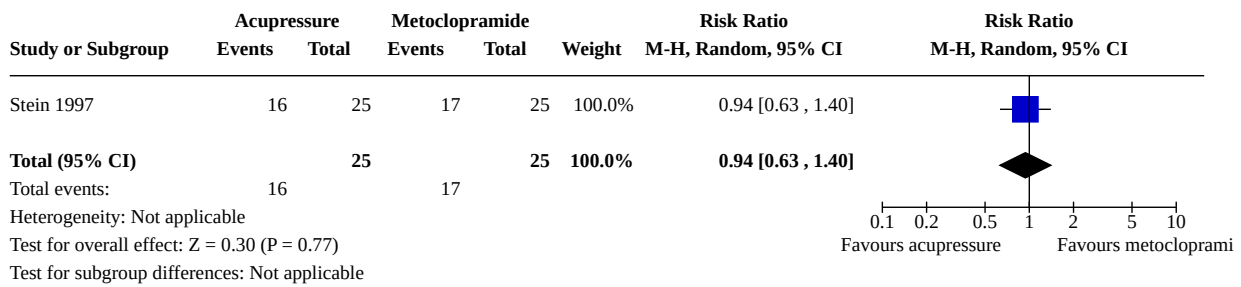 Acupressure Metoclopramide Risk Ratio Risk Ratio
Study or Subgroup Events Total Events Total Weight M-H, Random, 95% CI M-H, Random, 95% CI
Stein 1997 16 25 17 25 100.0% 0.94 [0.63 , 1.40]
Total (95% CI) 25 25 100.0% 0.94 [0.63 , 1.40]
Total events: 16 17
Heterogeneity: Not applicable
0.1 0.2 0.5 1 2 5 10
Test for overall effect: Z = 0.30 (P = 0.77) Favours acupressure Favours metocloprami
Test for subgroup differences: Not applicable